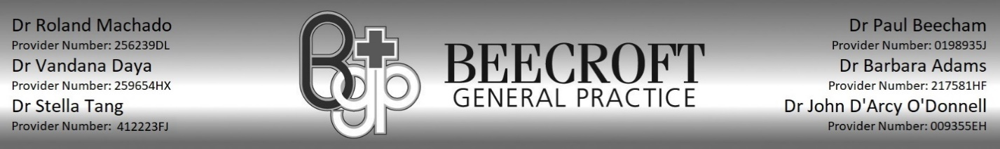 Dr Roland Machado
Provider Number: 256239DL
Dr Vandana Daya
Provider Number: 259654HX
Dr Stella Tang
Provider Number: 412223FJ
Bgp
BEECROFT
GENERAL PRACTICE
Dr Paul Beecham
Provider Number: 0198935J
Dr Barbara Adams
Provider Number: 217581HF
Dr John D'Arcy O'Donnell
Provider Number: 009355EH